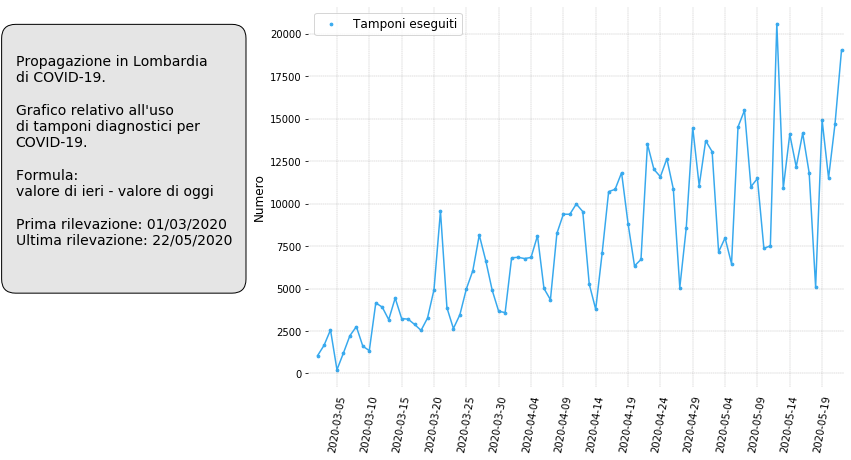 Propagazione in Lombardia
di COVID-19.
Grafico relativo all'uso
di tamponi diagnostici per
COVID-19.
Formula:
valore di ieri - valore di oggi
Prima rilevazione: 01/03/2020
Ultima rilevazione: 22/05/2020
Tamponi eseguiti
Numero
20000
17500
15000
12500
10000
7500
5000
2500
0
2020-03-05
2020-03-10
2020-03-15
2020-03-20
2020-03-25
2020-03-30
2020-04-04
2020-04-09
2020-04-14
2020-04-19
2020-04-24
2020-04-29
2020-05-04
2020-05-09
2020-05-14
2020-05-19